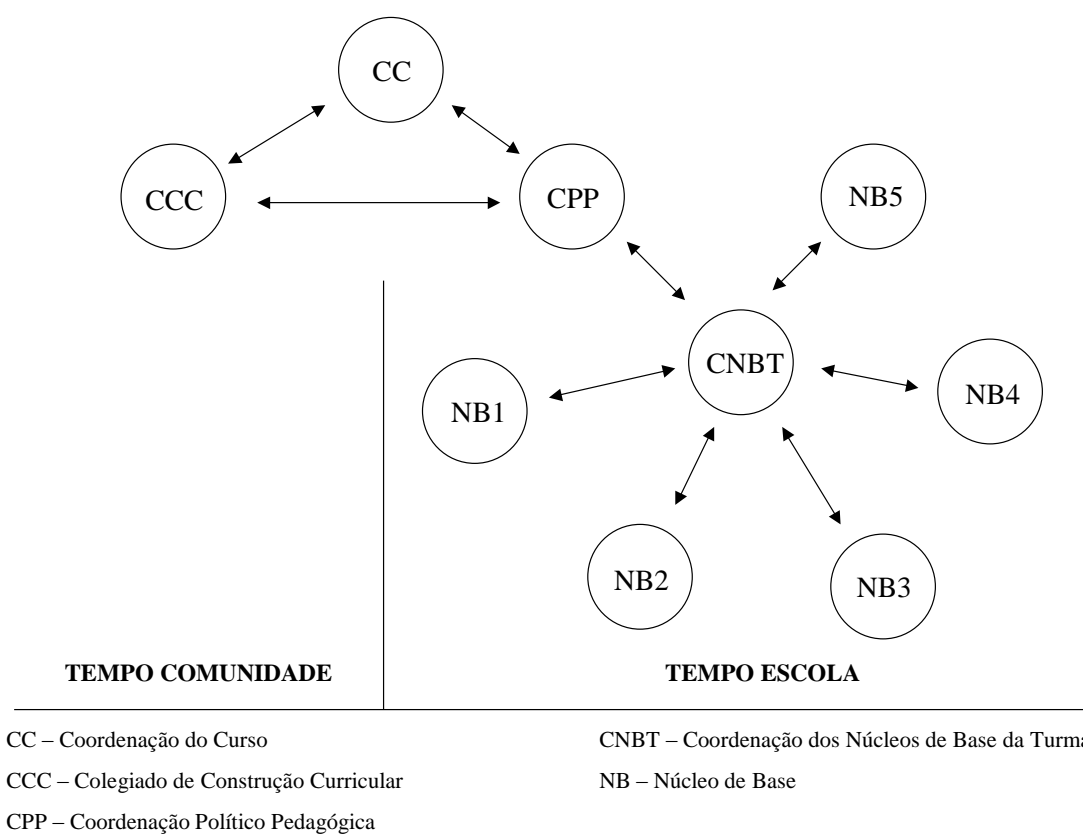 CC
CCC
CPP
NB5
CNBT
NB1
NB4
NB2
NB3
TEMPO COMUNIDADE
TEMPO ESCOLA
CC – Coordenação do Curso
CNBT – Coordenação dos Núcleos de Base da Turma
CCC – Colegiado de Construção Curricular
NB – Núcleo de Base
CPP – Coordenação Político Pedagógica